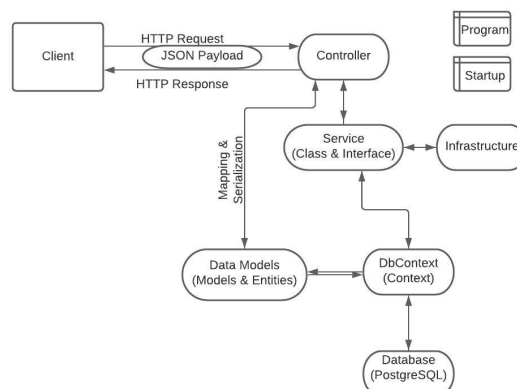 Client
HTTP Request
JSON Payload
HTTP Response
Controller
Program
Startup
Service
(Class & Interface)
Infrastructure
Mapping &
Serialization
Data Models
(Models & Entities)
DbContext
(Context)
Database
(PostgreSQL)